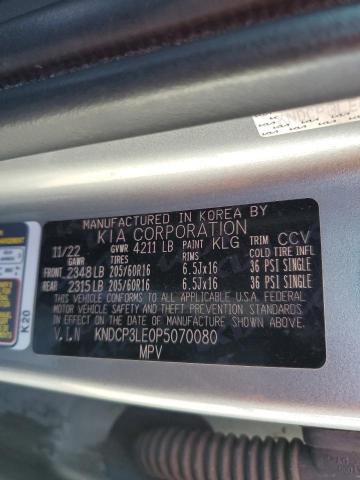 MANUFACTURED IN KOREA BY
KIA CORPORATION
11/22 GVWR 4211 LB PAINT KLG TRIM CCV
GAWR TIRES RIMS COLD TIRE INFL
FRONT 2348 LB 205/60R16 6.5Jx16 36 PSI SINGLE
REAR 2315 LB 205/60R16 6.5Jx16 36 PSI SINGLE
THIS VEHICLE CONFORMS TO ALL APPLICABLE U.S.A. FEDERAL
MOTOR VEHICLE SAFETY, BUMPER, AND THEFT PREVENTION STANDARDS
IN EFFECT ON THE DATE OF MANUFACTURE SHOWN ABOVE.
V.I.N KNDCP3LE0P5070080
MPV
K20